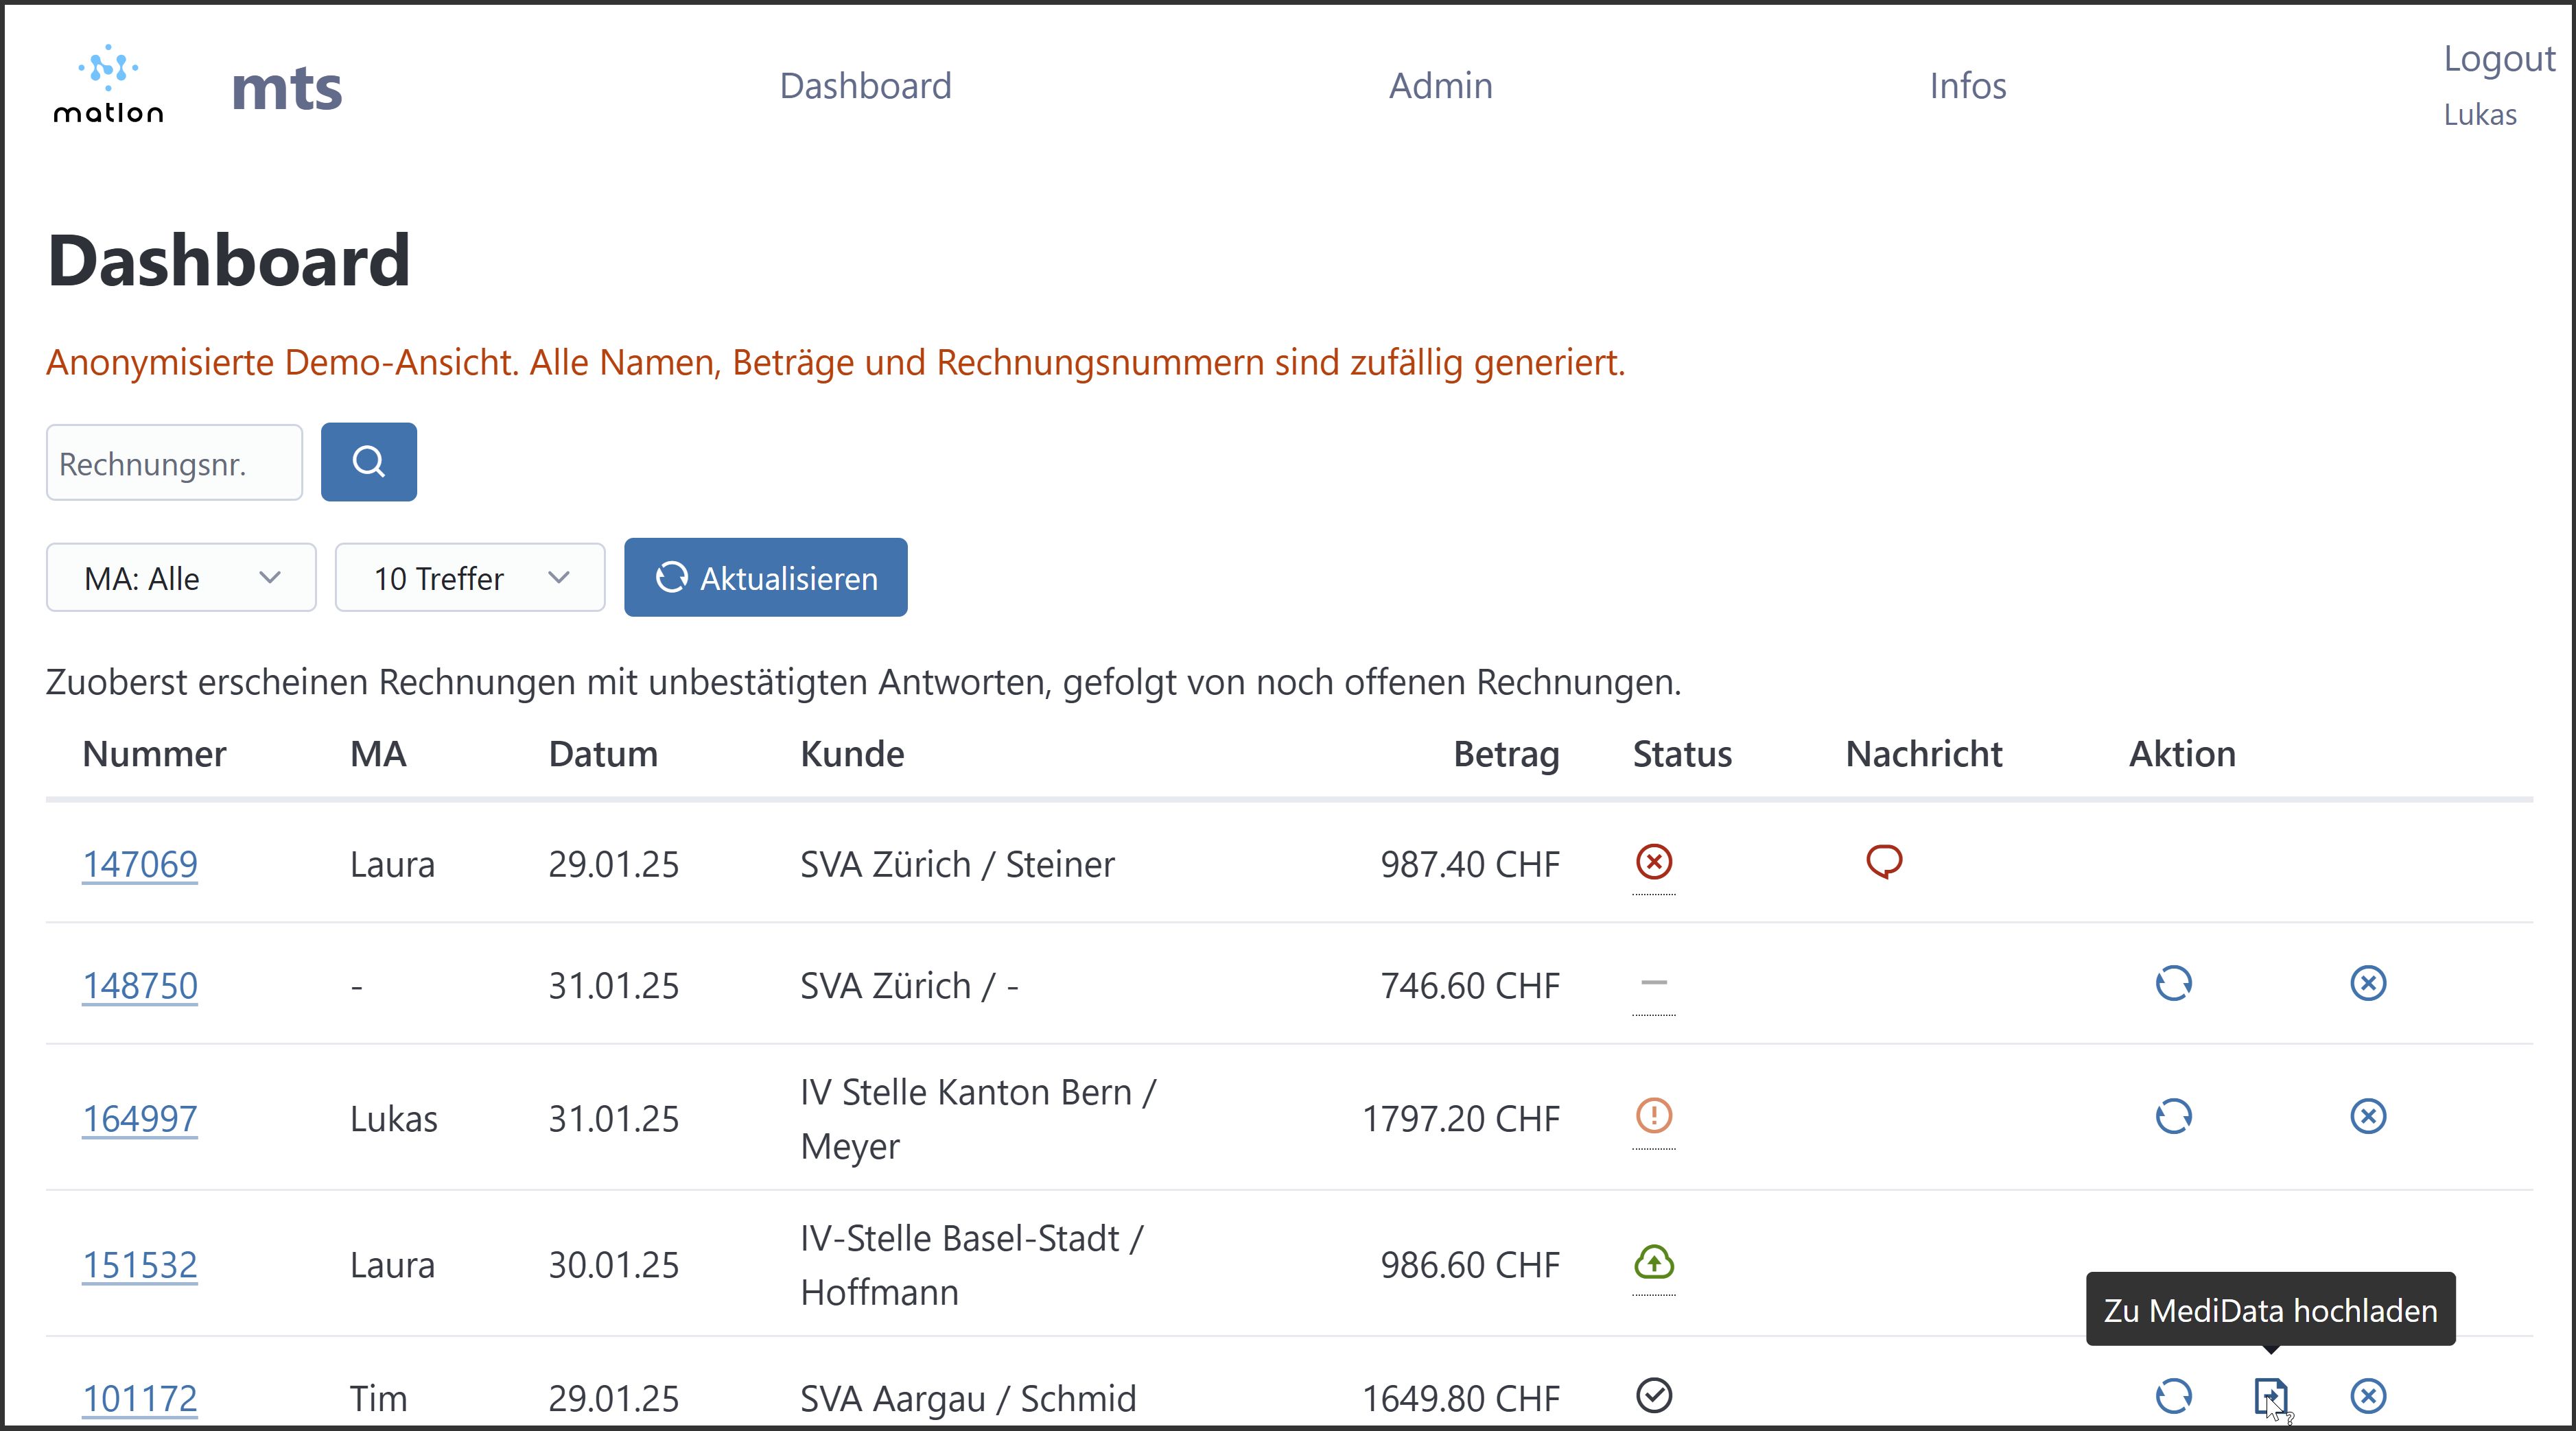 matIon
mts
Dashboard
Admin
Infos
Logout
Lukas
Dashboard
Anonymisierte Demo-Ansicht. Alle Namen, Beträge und Rechnungsnummern sind zufällig generiert.
Rechnungsnr.
MA: Alle
10 Treffer
Aktualisieren
Zuoberst erscheinen Rechnungen mit unbestätigten Antworten, gefolgt von noch offenen Rechnungen.
Nummer MA Datum Kunde Betrag Status Nachricht Aktion
147069 Laura 29.01.25 SVA Zürich / Steiner 987.40 CHF
148750 - 31.01.25 SVA Zürich / - 746.60 CHF
164997 Lukas 31.01.25 IV Stelle Kanton Bern / 1797.20 CHF
Meyer
151532 Laura 30.01.25 IV-Stelle Basel-Stadt / 986.60 CHF
Hoffmann
Zu MediData hochladen
101172 Tim 29.01.25 SVA Aargau / Schmid 1649.80 CHF